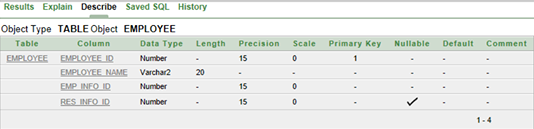 Results Explain Describe Saved SQL History
Object Type TABLE Object EMPLOYEE
Table Column Data Type Length Precision Scale Primary Key Nullable Default Comment
EMPLOYEE EMPLOYEE_ID Number - 15 0 1 - - -
EMPLOYEE_NAME Varchar2 20 - - - - - -
EMP_INFO_ID Number - 15 0 - - - -
RES_INFO_ID Number - 15 0 - ✓ - -
1 - 4